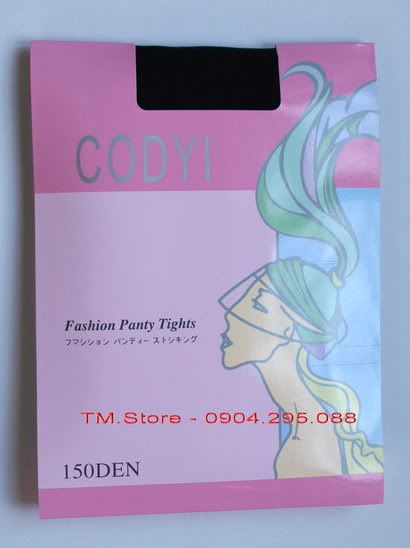 CODYI
Fashion Panty Tights
フマシション パンティー ストシキング
TM.Store - 0904.295.088
150DEN